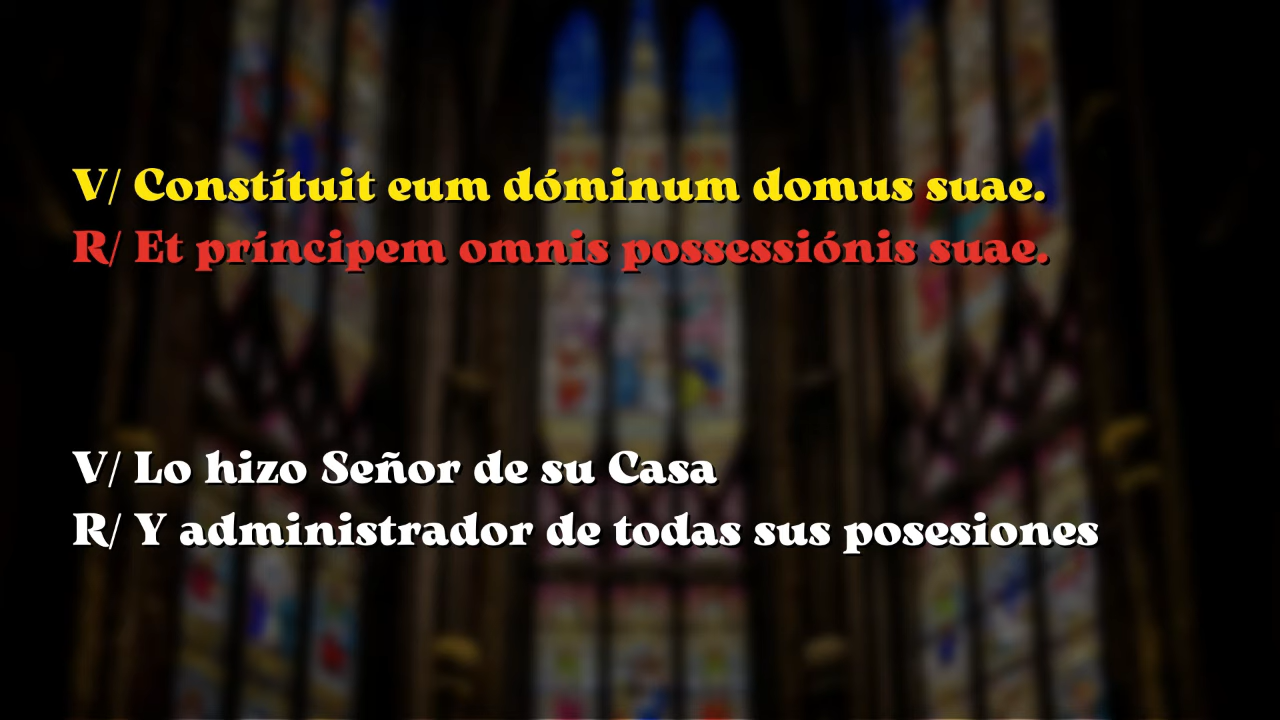 V/ Constítuit eum dóminum domus suae.
R/ Et príncipem omnis possessiónis suae.
V/ Lo hizo Señor de su Casa
R/ Y administrador de todas sus posesiones